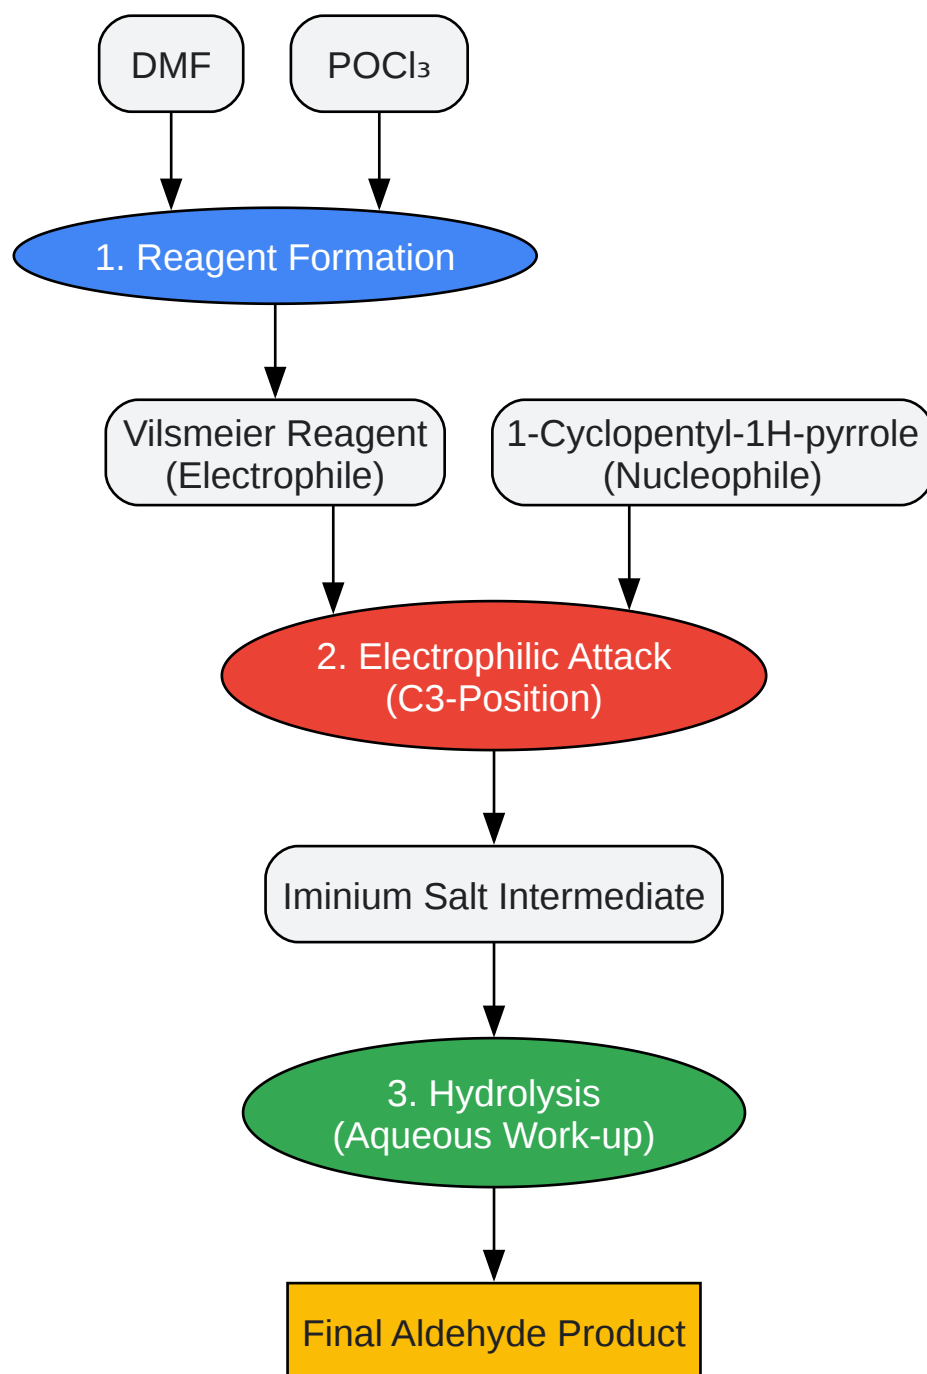 DMF
POCl₃
1. Reagent Formation
Vilsmeier Reagent
(Electrophile)
1-Cyclopentyl-1H-pyrrole
(Nucleophile)
2. Electrophilic Attack
(C3-Position)
Iminium Salt Intermediate
3. Hydrolysis
(Aqueous Work-up)
Final Aldehyde Product